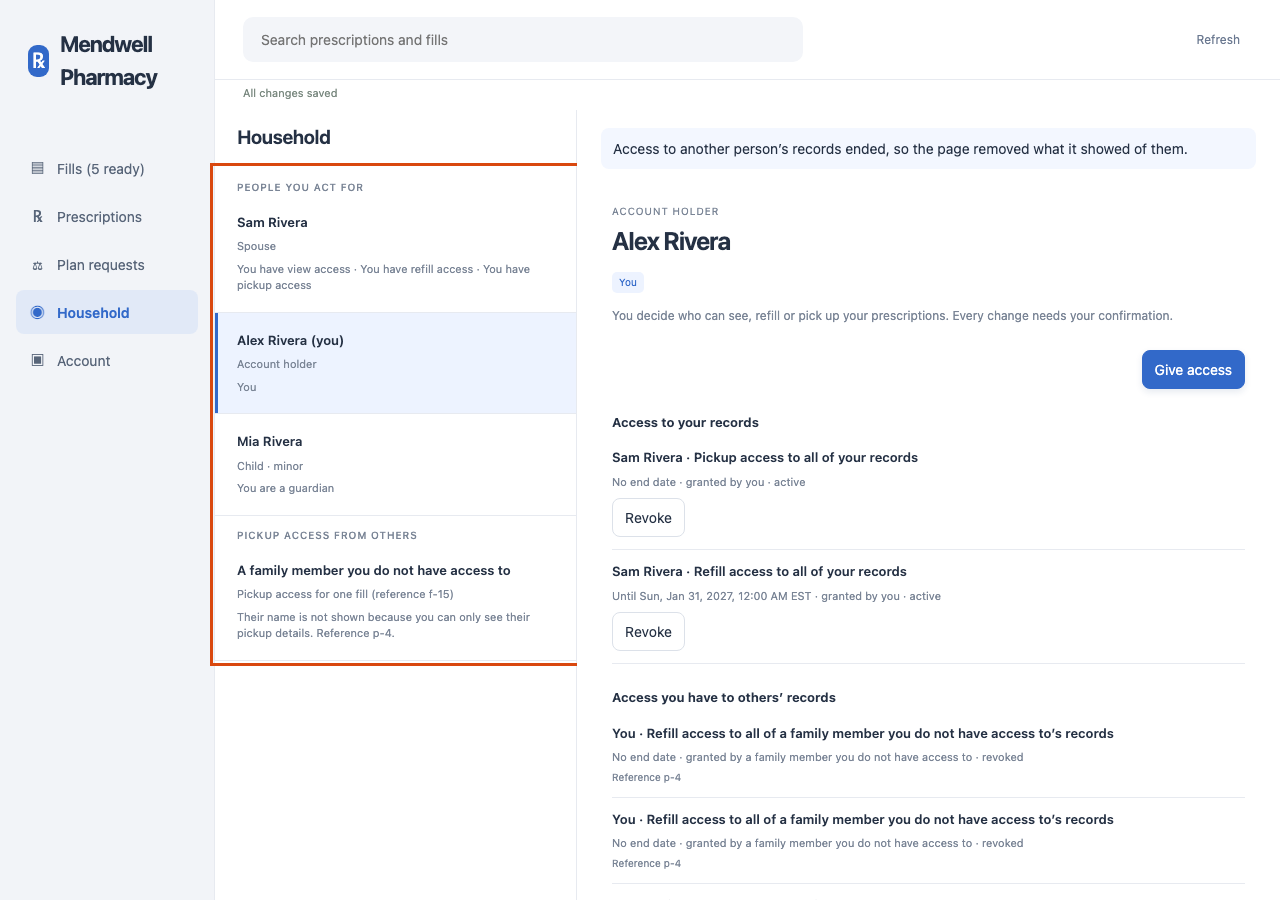 Mendwell
Pharmacy
Search prescriptions and fills
Refresh
All changes saved
Fills (5 ready)
Prescriptions
Plan requests
Household
Account
Household
PEOPLE YOU ACT FOR
Sam Rivera
Spouse
You have view access · You have refill access · You have
pickup access
Alex Rivera (you)
Account holder
You
Mia Rivera
Child · minor
You are a guardian
PICKUP ACCESS FROM OTHERS
A family member you do not have access to
Pickup access for one fill (reference f-15)
Their name is not shown because you can only see their
pickup details. Reference p-4.
Access to another person’s records ended, so the page removed what it showed of them.
ACCOUNT HOLDER
Alex Rivera
You
You decide who can see, refill or pick up your prescriptions. Every change needs your confirmation.
Give access
Access to your records
Sam Rivera · Pickup access to all of your records
No end date · granted by you · active
Revoke
Sam Rivera · Refill access to all of your records
Until Sun, Jan 31, 2027, 12:00 AM EST · granted by you · active
Revoke
Access you have to others’ records
You · Refill access to all of a family member you do not have access to’s records
No end date · granted by a family member you do not have access to · revoked
Reference p-4
You · Refill access to all of a family member you do not have access to’s records
No end date · granted by a family member you do not have access to · revoked
Reference p-4